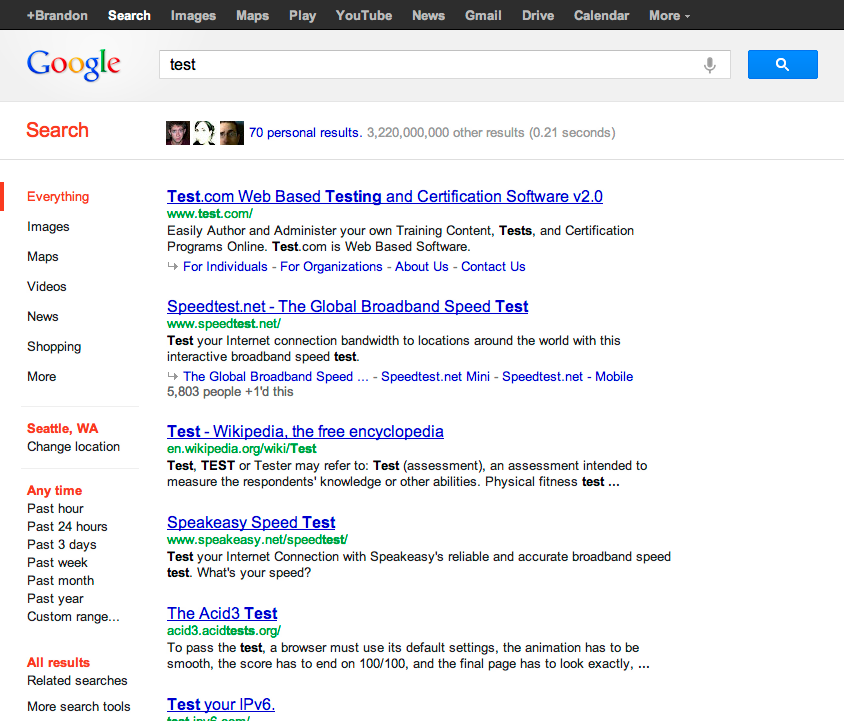 +Brandon Search Images Maps Play YouTube News Gmail Drive Calendar More
Google
test
Search
70 personal results. 3,220,000,000 other results (0.21 seconds)
Everything
Images
Maps
Videos
News
Shopping
More
Seattle, WA
Change location
Any time
Past hour
Past 24 hours
Past 3 days
Past week
Past month
Past year
Custom range...
All results
Related searches
More search tools
Test.com Web Based Testing and Certification Software v2.0
www.test.com/
Easily Author and Administer your own Training Content, Tests, and Certification
Programs Online. Test.com is Web Based Software.
For Individuals - For Organizations - About Us - Contact Us
Speedtest.net - The Global Broadband Speed Test
www.speedtest.net/
Test your Internet connection bandwidth to locations around the world with this
interactive broadband speed test.
The Global Broadband Speed ... - Speedtest.net Mini - Speedtest.net - Mobile
5,803 people +1'd this
Test - Wikipedia, the free encyclopedia
en.wikipedia.org/wiki/Test
Test, TEST or Tester may refer to: Test (assessment), an assessment intended to
measure the respondents' knowledge or other abilities. Physical fitness test ...
Speakeasy Speed Test
www.speakeasy.net/speedtest/
Test your Internet Connection with Speakeasy's reliable and accurate broadband speed
test. What's your speed?
The Acid3 Test
acid3.acidtests.org/
To pass the test, a browser must use its default settings, the animation has to be
smooth, the score has to end on 100/100, and the final page has to look exactly, ...
Test your IPv6.
test-ipv6.com/